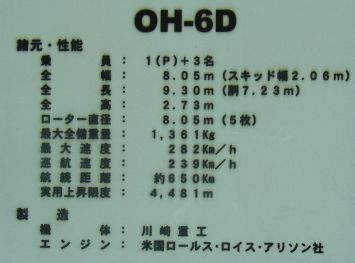 OH-6D
諸元・性能
乗員：1(P)+3名
全幅：8.05m(スキッド幅2.06m)
全長：9.30m(胴7.23m)
全高：2.73m
ローター直径：8.05m(5枚)
最大全備重量：1,361Kg
最大速度：282Km/h
巡航速度：239Km/h
航続距離：約650Km
実用上昇限度：4,481m
製造
機体：川崎重工
エンジン：米国ロールス・ロイス・アリソン社